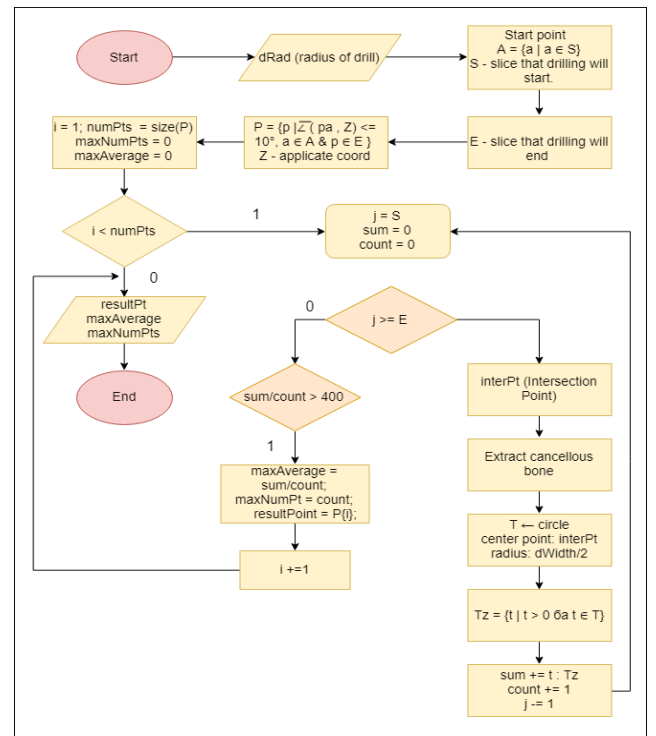 Start
dRad (radius of drill)
Start point
A = {a | a ∈ S}
S - slice that drilling will
start.
E - slice that drilling will
end
P = {p |∠ ( pa , Z) <=
10°, a ∈ A & p ∈ E }
Z - applicate coord
i = 1; numPts = size(P)
maxNumPts = 0
maxAverage = 0
i < numPts
1
j = S
sum = 0
count = 0
0
resultPt
maxAverage
maxNumPts
End
j >= E
0
sum/count > 400
1
maxAverage =
sum/count;
maxNumPt = count;
resultPoint = P{i};
i +=1
interPt (Intersection
Point)
Extract cancellous
bone
T ← circle
center point: interPt
radius: dWidth/2
Tz = {t | t > 0 ба t ∈ T}
sum += t : Tz
count += 1
j -= 1